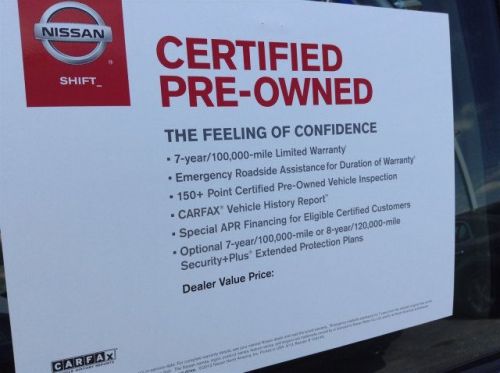 NISSAN
SHIFT_
CERTIFIED
PRE-OWNED
THE FEELING OF CONFIDENCE
• 7-year/100,000-mile Limited Warranty
• Emergency Roadside Assistance for Duration of Warranty
• 150+ Point Certified Pre-Owned Vehicle Inspection
• CARFAX® Vehicle History Report™
• Special APR Financing for Eligible Certified Customers
• Optional 7-year/100,000-mile or 8-year/120,000-mile
Security+Plus® Extended Protection Plans
Dealer Value Price:
CARFAX